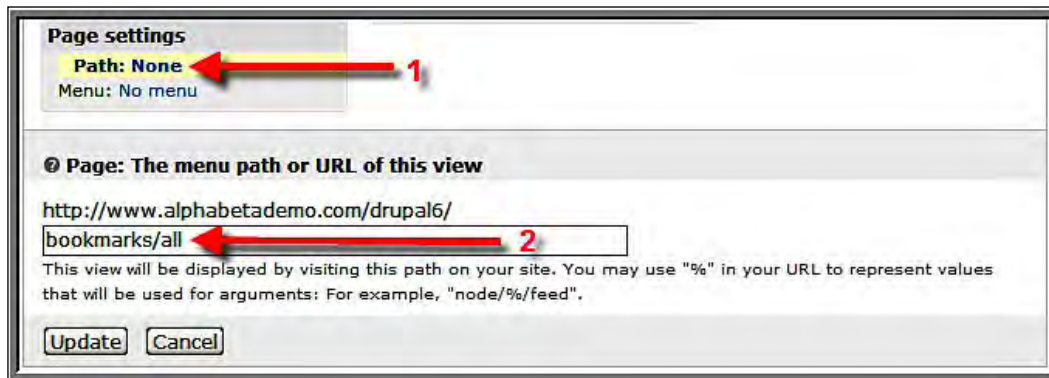 Page settings
Path: None
1
Menu: No menu
Page: The menu path or URL of this view
http://www.alphabetademo.com/drupal6/
bookmarks/all
2
This view will be displayed by visiting this path on your site. You may use "%" in your URL to represent values
that will be used for arguments: For example, "node/%/feed".
Update Cancel